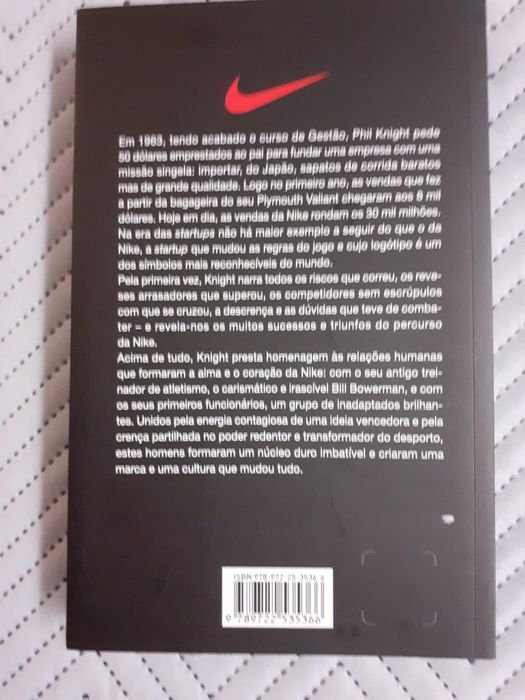 Em 1963, tendo acabado o curso de Gestão, Phil Knight pede
50 dólares emprestados ao pai para fundar uma empresa com uma
missão singela: importar, do Japão, sapatos de corrida baratos
mas de grande qualidade. Logo no primeiro ano, as vendas que fez
a partir da bagageira do seu Plymouth Valiant chegaram aos 8 mil
dólares. Hoje em dia, as vendas da Nike rondam os 30 mil milhões.
Na era das startups não há maior exemplo a seguir do que o da
Nike, a startup que mudou as regras do jogo e cujo logótipo é um
dos símbolos mais reconhecíveis do mundo.
Pela primeira vez, Knight narra todos os riscos que correu, os reve-
ses arrasadores que superou, os competidores sem escrúpulos
com que se cruzou, a descrença e as dúvidas que teve de comba-
ter – e revela-nos os muitos sucessos e triunfos do percurso
da Nike.
Acima de tudo, Knight presta homenagem às relações humanas
que formaram a alma e o coração da Nike: com o seu antigo trei-
nador de atletismo, o carismático e irascível Bill Bowerman, e com
os seus primeiros funcionários, um grupo de inadaptados brilhan-
tes. Unidos pela energia contagiosa de uma ideia vencedora e pela
crença partilhada no poder redentor e transformador do desporto,
estes homens formaram um núcleo duro imbatível e criaram uma
marca e uma cultura que mudou tudo.
ISBN 978-972-25-3536-6
9 789722 535366